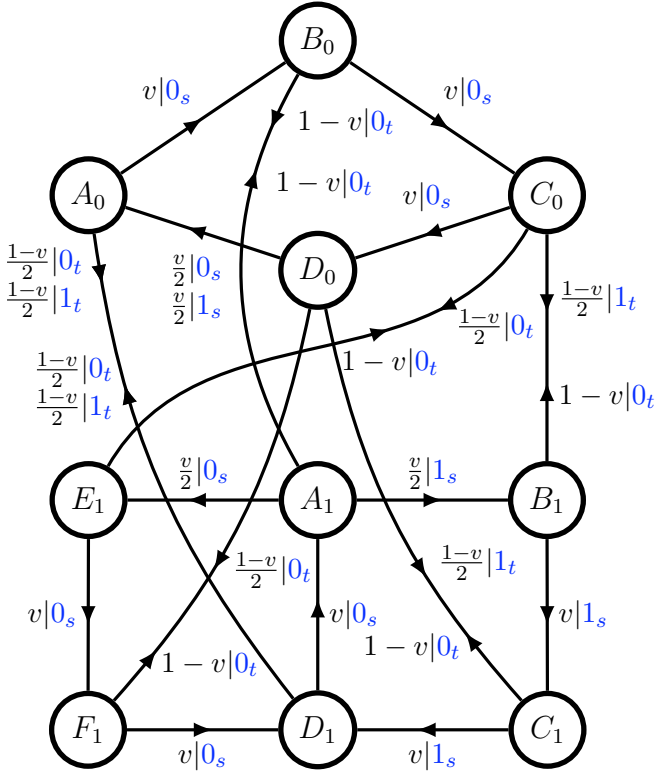 B₀
v|0ₛ
v|0ₛ
1 − v|0ₜ
1 − v|0ₜ
A₀
v|0ₛ
C₀
D₀
(1−v)/2|0ₜ
(1−v)/2|1ₜ
v/2|0ₛ
v/2|1ₛ
(1−v)/2|1ₜ
(1−v)/2|0ₜ
(1−v)/2|0ₜ
(1−v)/2|1ₜ
1 − v|0ₜ
1 − v|0ₜ
v/2|0ₛ
v/2|1ₛ
E₁
A₁
B₁
(1−v)/2|0ₜ
(1−v)/2|1ₜ
v|0ₛ
v|0ₛ
v|1ₛ
1 − v|0ₜ
1 − v|0ₜ
F₁
D₁
C₁
v|0ₛ
v|1ₛ